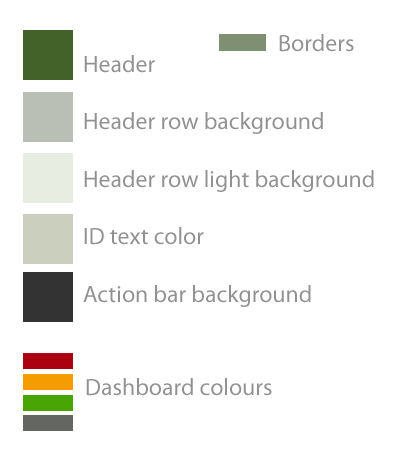 Borders
Header
Header row background
Header row light background
ID text color
Action bar background
Dashboard colours